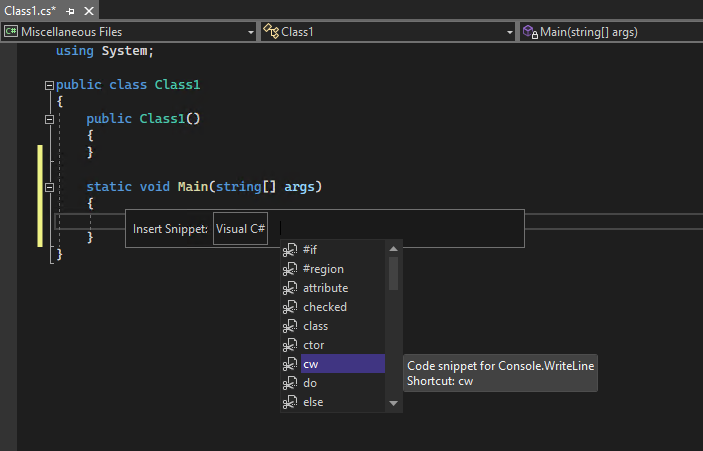 Class1.cs*
C# Miscellaneous Files Class1 Main(string[] args)
using System;
public class Class1
{
public Class1()
{
}
static void Main(string[] args)
{
Insert Snippet: Visual C#
}
}
#if
#region
attribute
checked
class
ctor
cw
do
else
Code snippet for Console.WriteLine
Shortcut: cw